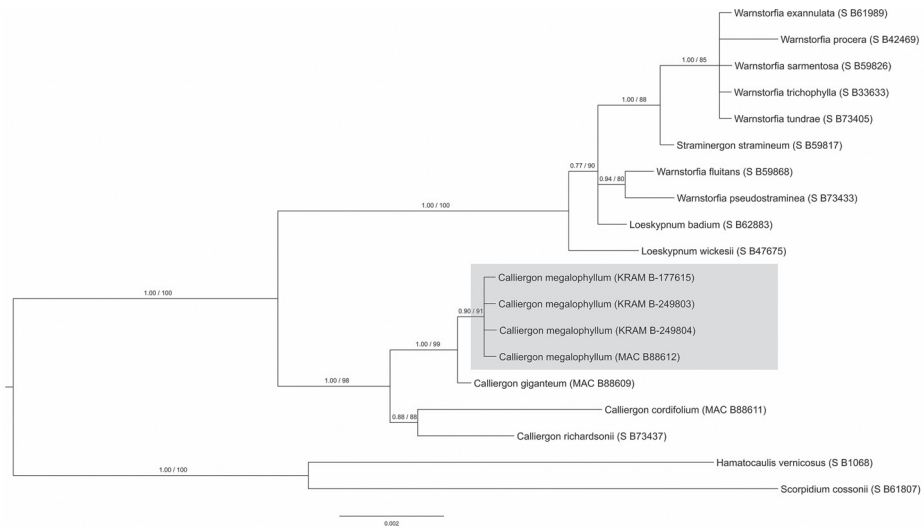 Warnstorfia exannulata (S B61989)
Warnstorfia procera (S B42469)
1.00 / 85
Warnstorfia sarmentosa (S B59826)
Warnstorfia trichophylla (S B33633)
1.00 / 88
Warnstorfia tundrae (S B73405)
Straminergon stramineum (S B59817)
0.77 / 90
Warnstorfia fluitans (S B59868)
0.94 / 80
Warnstorfia pseudostraminea (S B73433)
1.00 / 100
Loeskypnum badium (S B62883)
Loeskypnum wickesii (S B47675)
Calliergon megalophyllum (KRAM B-177615)
1.00 / 100
Calliergon megalophyllum (KRAM B-249803)
0.90 / 91
Calliergon megalophyllum (KRAM B-249804)
1.00 / 99
Calliergon megalophyllum (MAC B88612)
1.00 / 98
Calliergon giganteum (MAC B88609)
Calliergon cordifolium (MAC B88611)
0.88 / 88
Calliergon richardsonii (S B73437)
Hamatocaulis vernicosus (S B1068)
1.00 / 100
Scorpidium cossonii (S B61807)
0.002